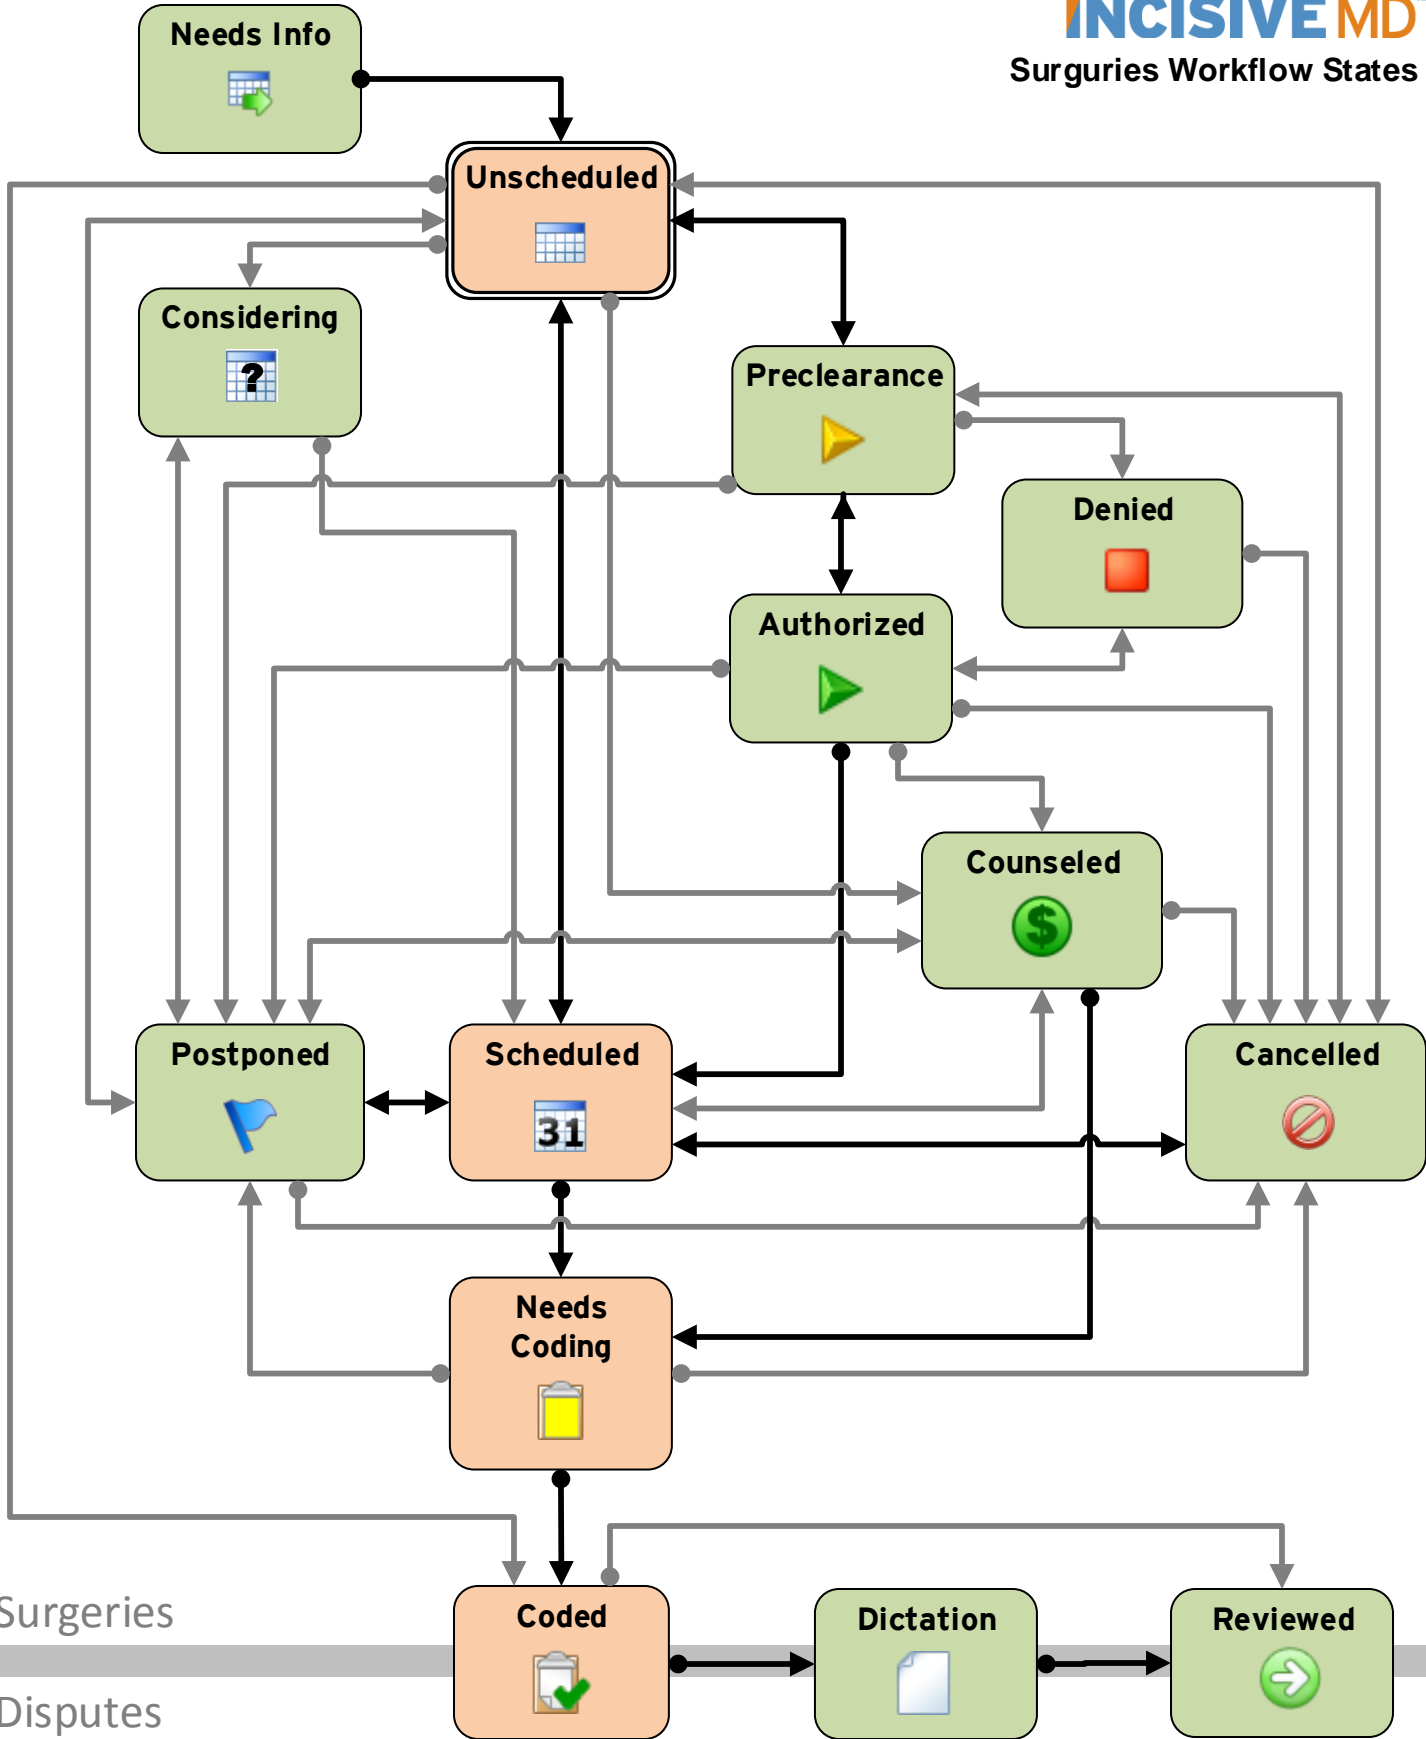 Needs Info
INCISIVE MD
Surguries Workflow States
Unscheduled
Considering
?
Preclearance
Denied
Authorized
Counseled
$
Postponed
Scheduled
31
Cancelled
Needs
Coding
Surgeries
Coded
Dictation
Reviewed
Disputes